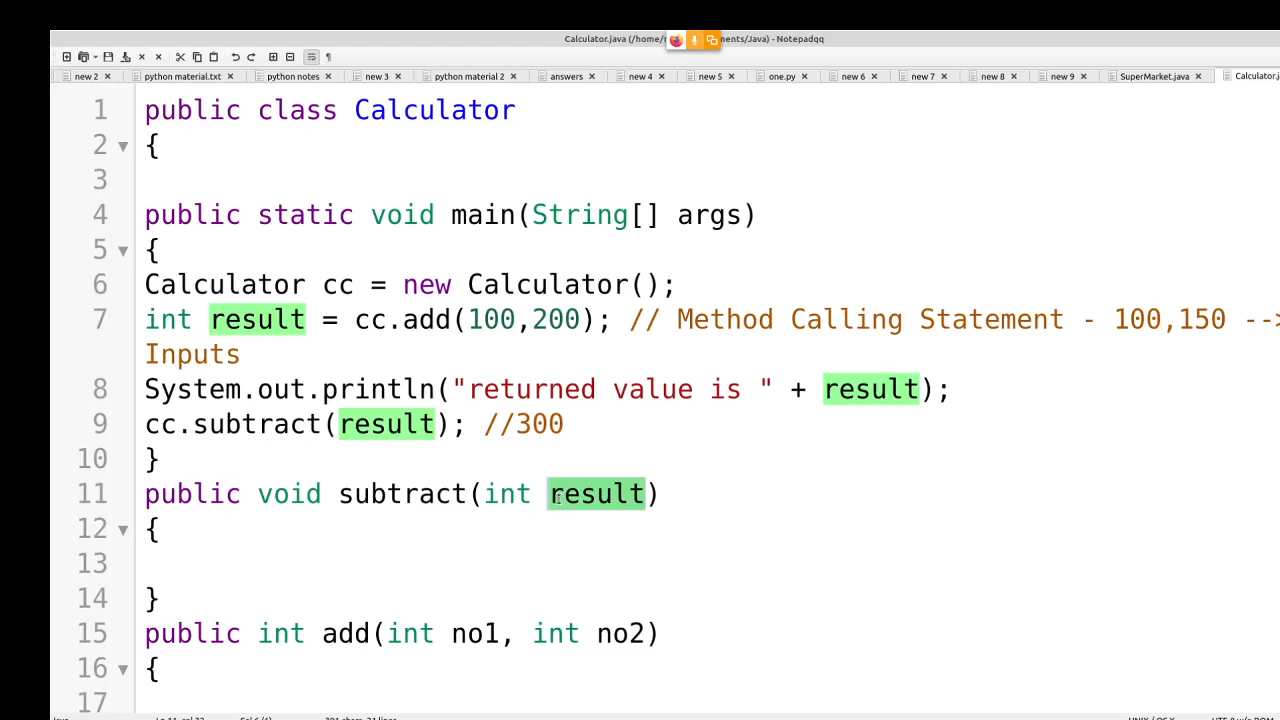 Calculator.java (/home/ ents/Java) - Notepadqq
new 2 python material.txt python notes new 3 python material 2 answers new 4 new 5 one.py new 6 new 7 new 8 new 9 SuperMarket.java Calculator.j
1 public class Calculator
2 {
3
4 public static void main(String[] args)
5 {
6 Calculator cc = new Calculator();
7 int result = cc.add(100,200); // Method Calling Statement - 100,150 -->
Inputs
8 System.out.println("returned value is " + result);
9 cc.subtract(result); //300
10 }
11 public void subtract(int result)
12 {
13
14 }
15 public int add(int no1, int no2)
16 {
17